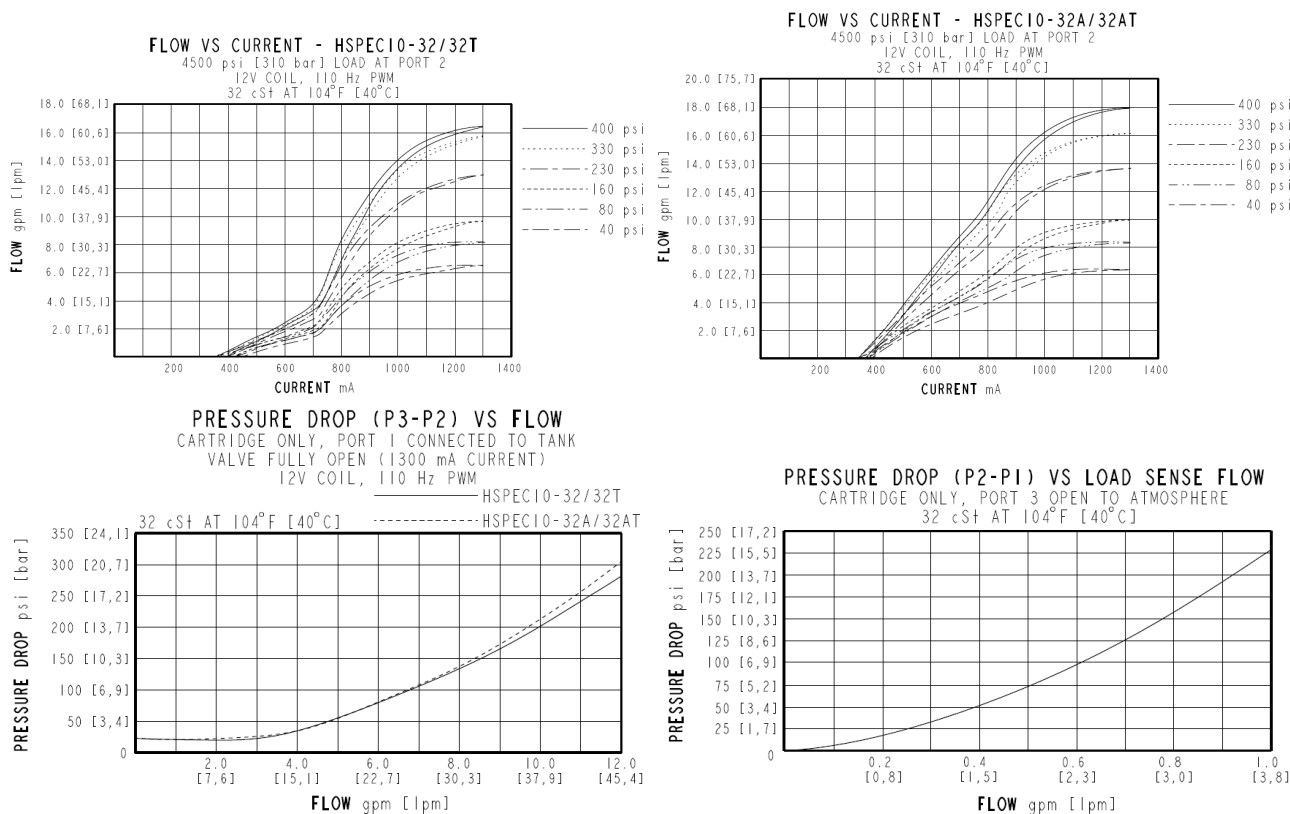 FLOW VS CURRENT - HSPEC10-32/32T
4500 psi [310 bar] LOAD AT PORT 2
12V COIL, 110 Hz PWM
32 cSt AT 104°F [40°C]
18.0 [68,1]
16.0 [60,6]
14.0 [53,0]
12.0 [45,4]
10.0 [37,9]
8.0 [30,3]
6.0 [22,7]
4.0 [15,1]
2.0 [7,6]
FLOW gpm [lpm]
200 400 600 800 1000 1200 1400
CURRENT mA
400 psi
330 psi
230 psi
160 psi
80 psi
40 psi
FLOW VS CURRENT - HSPEC10-32A/32AT
4500 psi [310 bar] LOAD AT PORT 2
12V COIL, 110 Hz PWM
32 cSt AT 104°F [40°C]
20.0 [75,7]
18.0 [68,1]
16.0 [60,6]
14.0 [53,0]
12.0 [45,4]
10.0 [37,9]
8.0 [30,3]
6.0 [22,7]
4.0 [15,1]
2.0 [7,6]
FLOW gpm [lpm]
200 400 600 800 1000 1200 1400
CURRENT mA
400 psi
330 psi
230 psi
160 psi
80 psi
40 psi
PRESSURE DROP (P3-P2) VS FLOW
CARTRIDGE ONLY, PORT 1 CONNECTED TO TANK
VALVE FULLY OPEN (1300 mA CURRENT)
12V COIL, 110 Hz PWM
HSPEC10-32/32T
HSPEC10-32A/32AT
32 cSt AT 104°F [40°C]
350 [24,1]
300 [20,7]
250 [17,2]
200 [13,7]
150 [10,3]
100 [6,9]
50 [3,4]
0
PRESSURE DROP psi [bar]
2.0 4.0 6.0 8.0 10.0 12.0
[7,6] [15,1] [22,7] [30,3] [37,9] [45,4]
FLOW gpm [lpm]
PRESSURE DROP (P2-P1) VS LOAD SENSE FLOW
CARTRIDGE ONLY, PORT 3 OPEN TO ATMOSPHERE
32 cSt AT 104°F [40°C]
250 [17,2]
225 [15,5]
200 [13,7]
175 [12,1]
150 [10,3]
125 [8,6]
100 [6,9]
75 [5,2]
50 [3,4]
25 [1,7]
0
PRESSURE DROP psi [bar]
0.2 0.4 0.6 0.8 1.0
[0,8] [1,5] [2,3] [3,0] [3,8]
FLOW gpm [lpm]